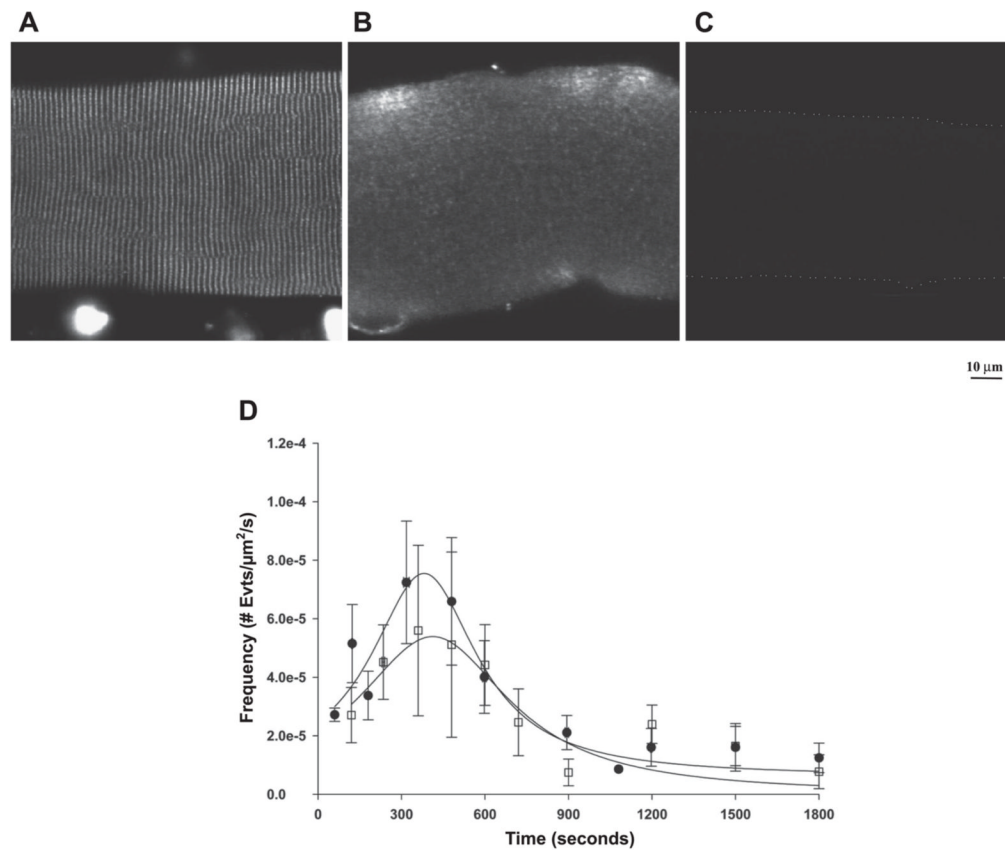 A
B
C
10 μm
D
Frequency (# Evts/μm²/s)
1.2e-4
1.0e-4
8.0e-5
6.0e-5
4.0e-5
2.0e-5
0.0
0 300 600 900 1200 1500 1800
Time (seconds)